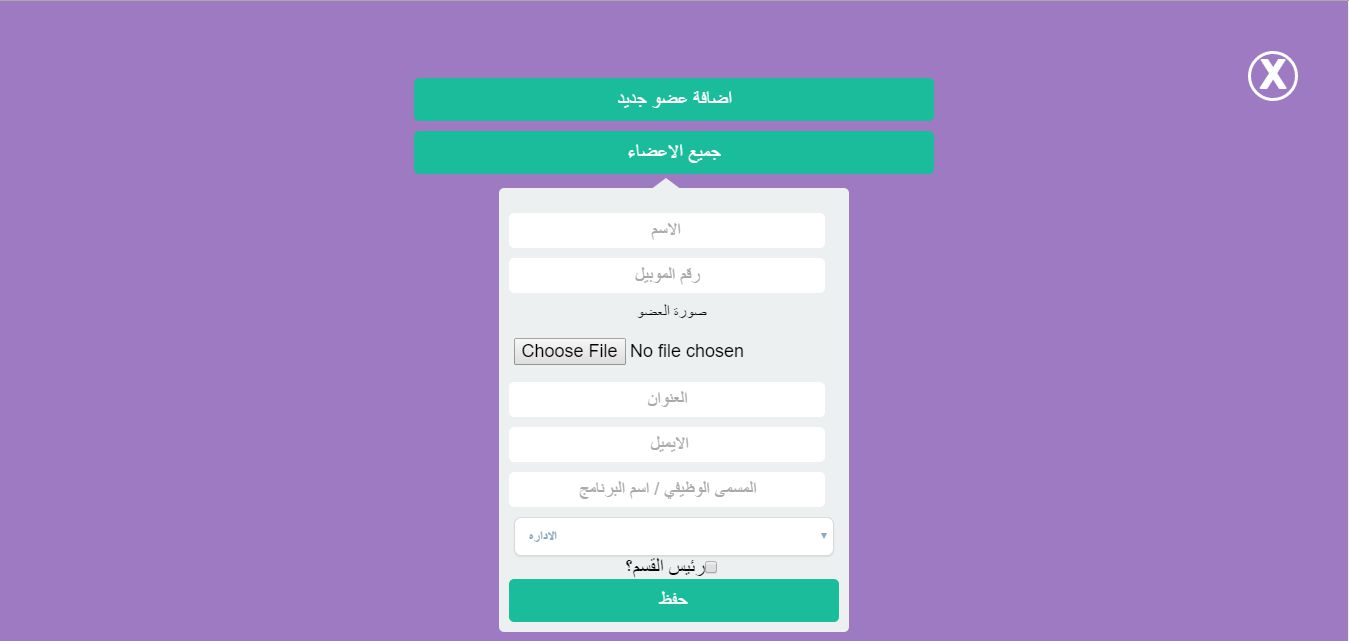 X
اضافة عضو جديد
جميع الاعضاء
الاسم
رقم الموبيل
صورة العضو
Choose File No file chosen
العنوان
الايميل
المسمى الوظيفي / اسم البرنامج
الاداره
رئيس القسم؟
حفظ